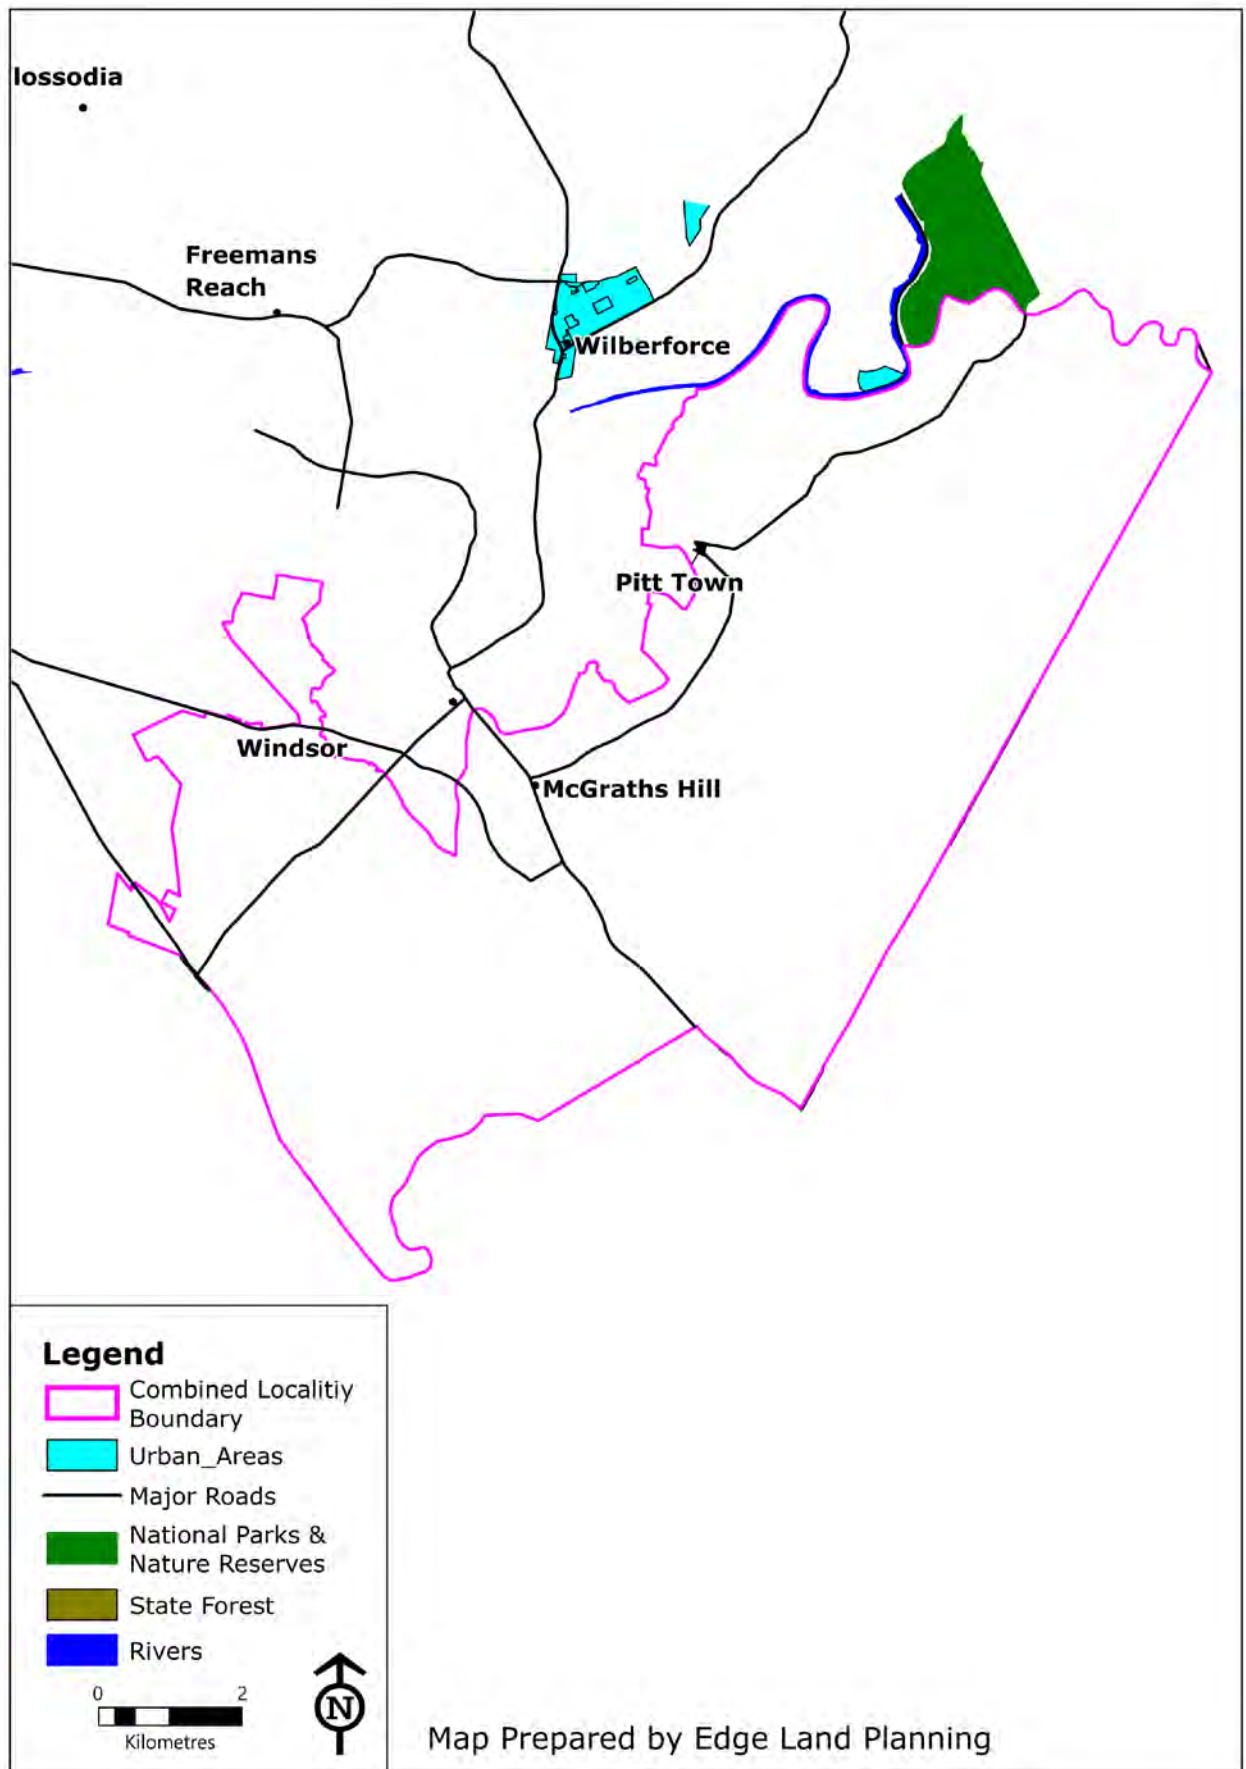 lossodia
Freemans
Reach
Wilberforce
Pitt Town
Windsor
McGraths Hill
Legend
Combined Localitiy
Boundary
Urban_Areas
Major Roads
National Parks &
Nature Reserves
State Forest
Rivers
0 2
Kilometres
N
Map Prepared by Edge Land Planning